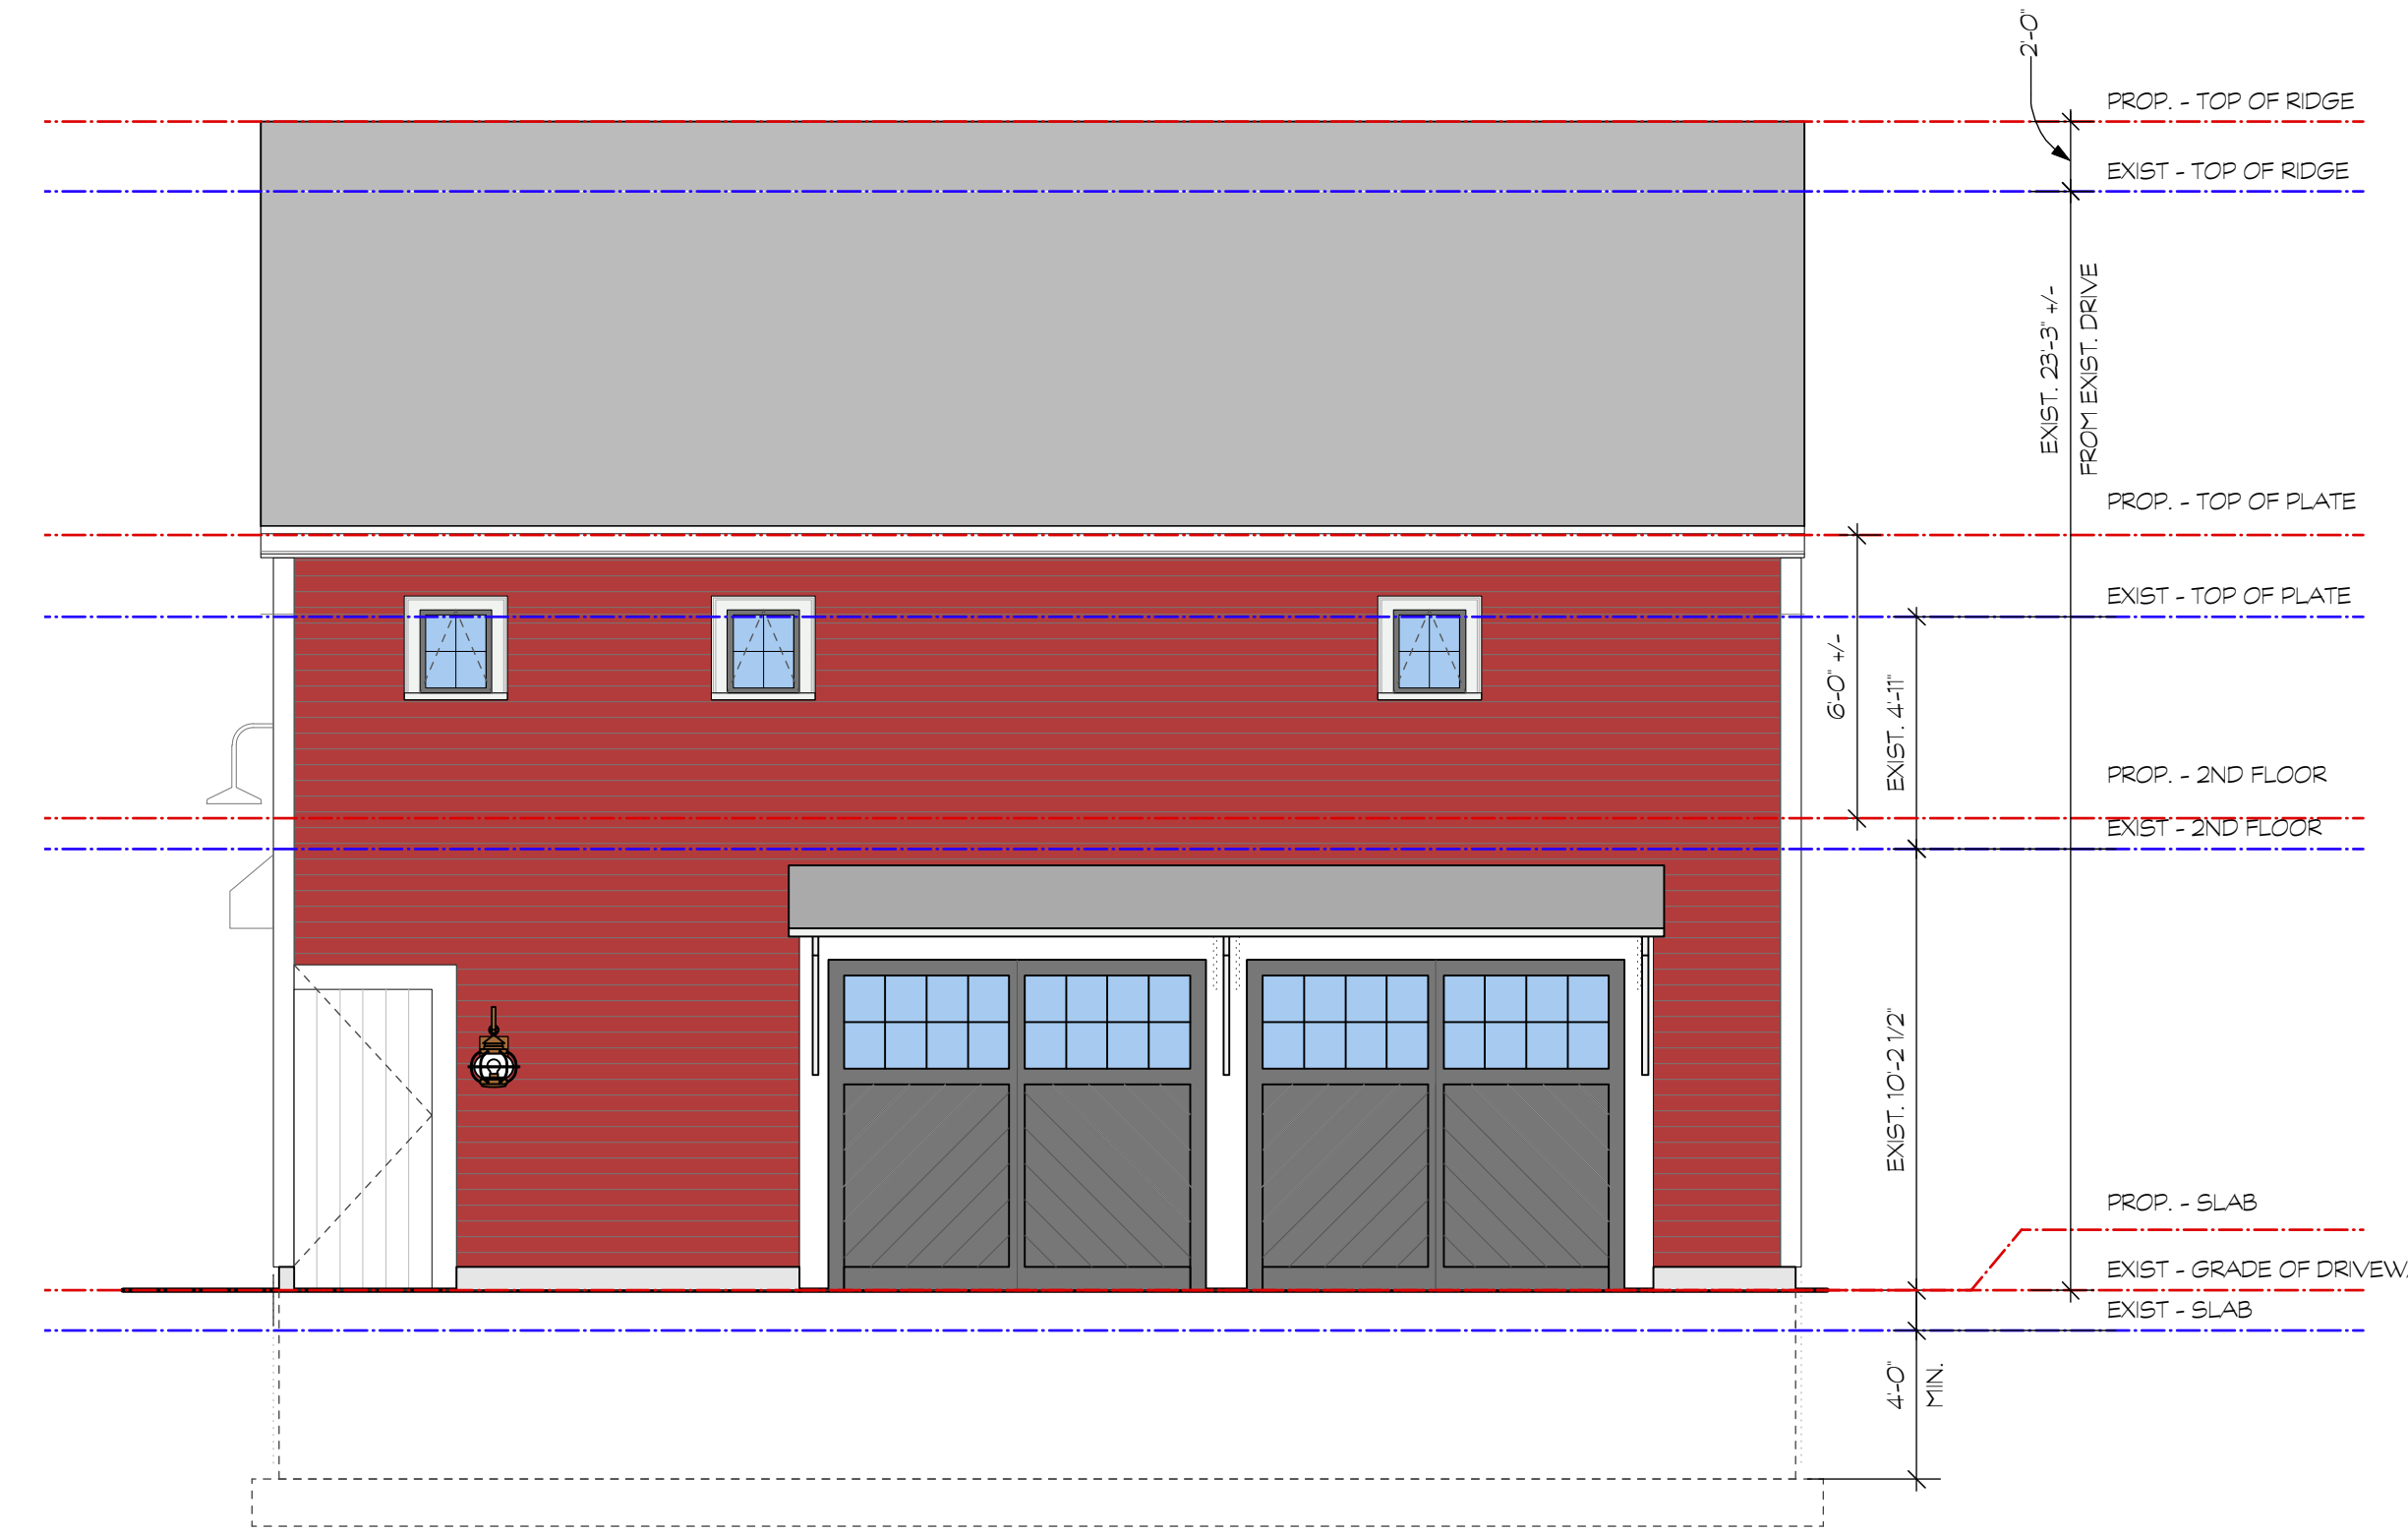 2'-0"
PROP. - TOP OF RIDGE
EXIST - TOP OF RIDGE
EXIST. 23'-3" +/-
FROM EXIST. DRIVE
PROP. - TOP OF PLATE
EXIST - TOP OF PLATE
6'-0" +/-
EXIST. 4'-11"
PROP. - 2ND FLOOR
EXIST - 2ND FLOOR
EXIST. 10'-2 1/2"
PROP. - SLAB
EXIST - GRADE OF DRIVEW
EXIST - SLAB
4'-0"
MIN.